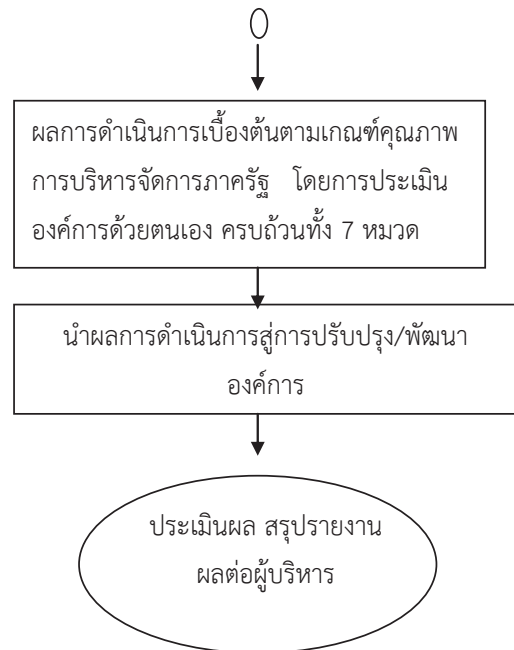 ผลการดำเนินการเบื้องต้นตามเกณฑ์คุณภาพ
การบริหารจัดการภาครัฐ โดยการประเมิน
องค์การด้วยตนเอง ครบถ้วนทั้ง 7 หมวด
นำผลการดำเนินการสู่การปรับปรุง/พัฒนา
องค์การ
ประเมินผล สรุปรายงาน
ผลต่อผู้บริหาร